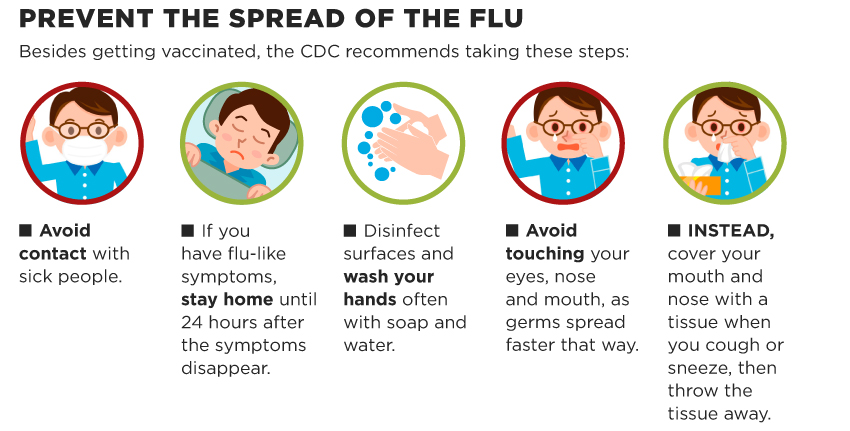 PREVENT THE SPREAD OF THE FLU
Besides getting vaccinated, the CDC recommends taking these steps:
■ Avoid
contact with
sick people.
■ If you
have flu-like
symptoms,
stay home until
24 hours after
the symptoms
disappear.
■ Disinfect
surfaces and
wash your
hands often
with soap and
water.
■ Avoid
touching your
eyes, nose
and mouth, as
germs spread
faster that way.
■ INSTEAD,
cover your
mouth and
nose with a
tissue when
you cough or
sneeze, then
throw the
tissue away.